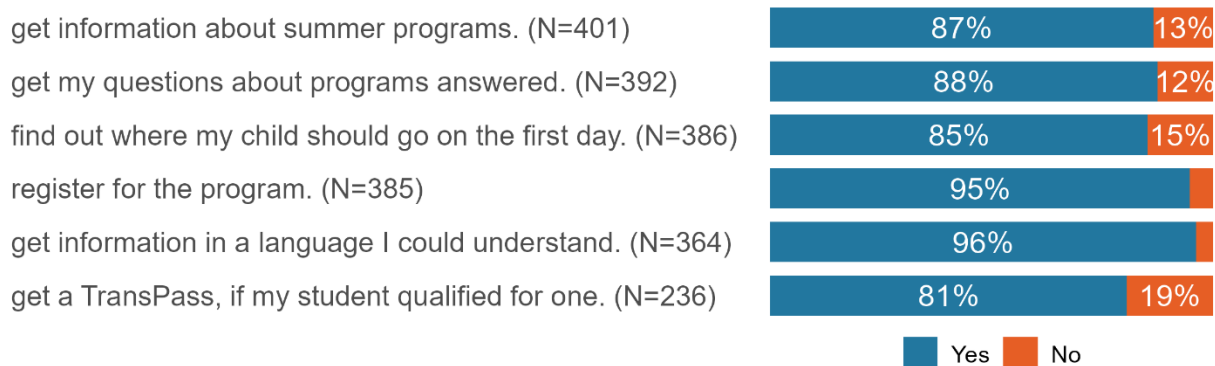 get information about summer programs. (N=401) 87% 13%
get my questions about programs answered. (N=392) 88% 12%
find out where my child should go on the first day. (N=386) 85% 15%
register for the program. (N=385) 95%
get information in a language I could understand. (N=364) 96%
get a TransPass, if my student qualified for one. (N=236) 81% 19%
Yes No